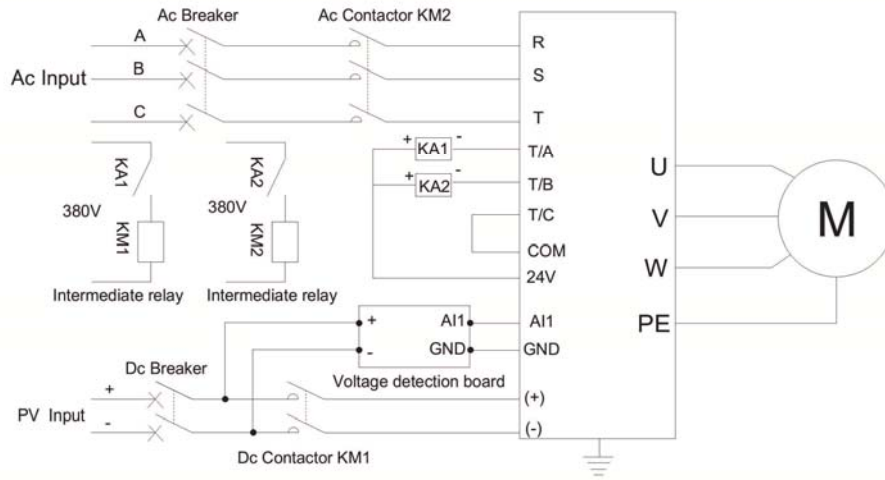 Ac Breaker
Ac Contactor KM2
A
B
C
Ac Input
R
S
T
KA1
380V
KM1
Intermediate relay
KA2
380V
KM2
Intermediate relay
+ KA1 -
+ KA2 -
T/A
T/B
T/C
COM
24V
U
V
W
PE
M
+ AI1
- GND
Voltage detection board
AI1
GND
Dc Breaker
+
PV Input
-
Dc Contactor KM1
(+)
(-)